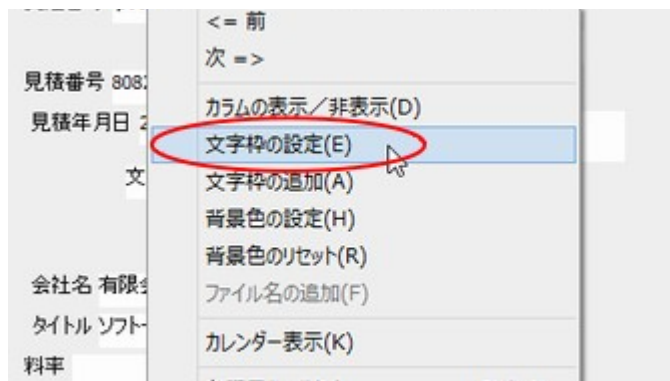 <= 前
次 =>
見積番号 8082
カラムの表示／非表示(D)
見積年月日 2
文字枠の設定(E)
文
文字枠の追加(A)
背景色の設定(H)
背景色のリセット(R)
会社名 有限会
ファイル名の追加(F)
タイトル ソフト
カレンダー表示(K)
料率